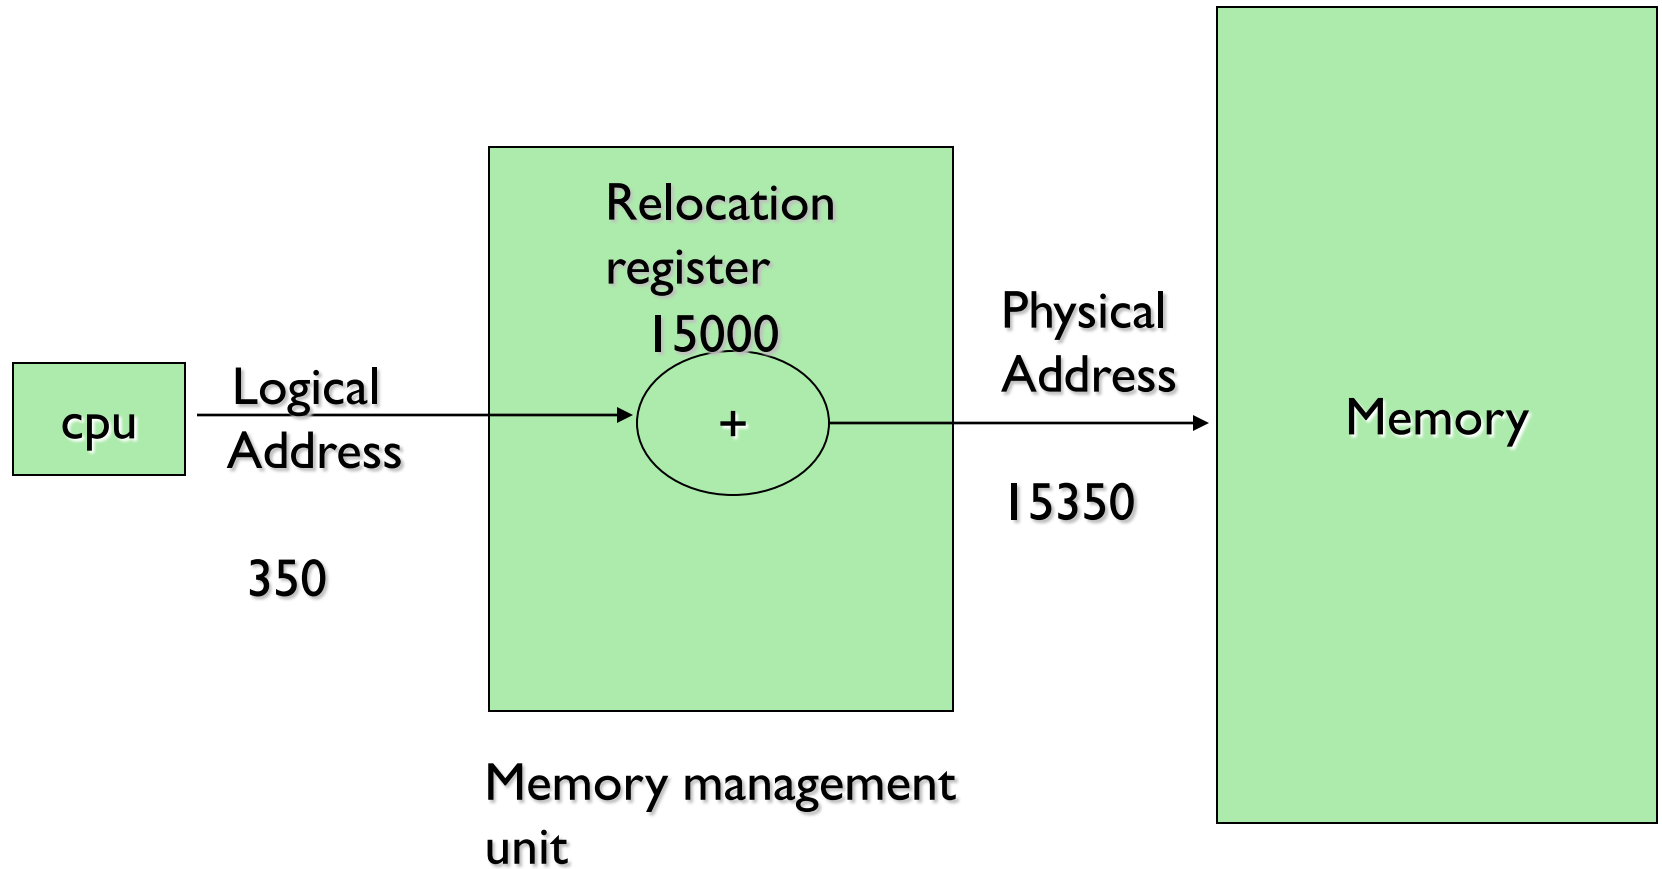 cpu
Logical
Address
350
Relocation
register
15000
+
Memory management
unit
Physical
Address
15350
Memory